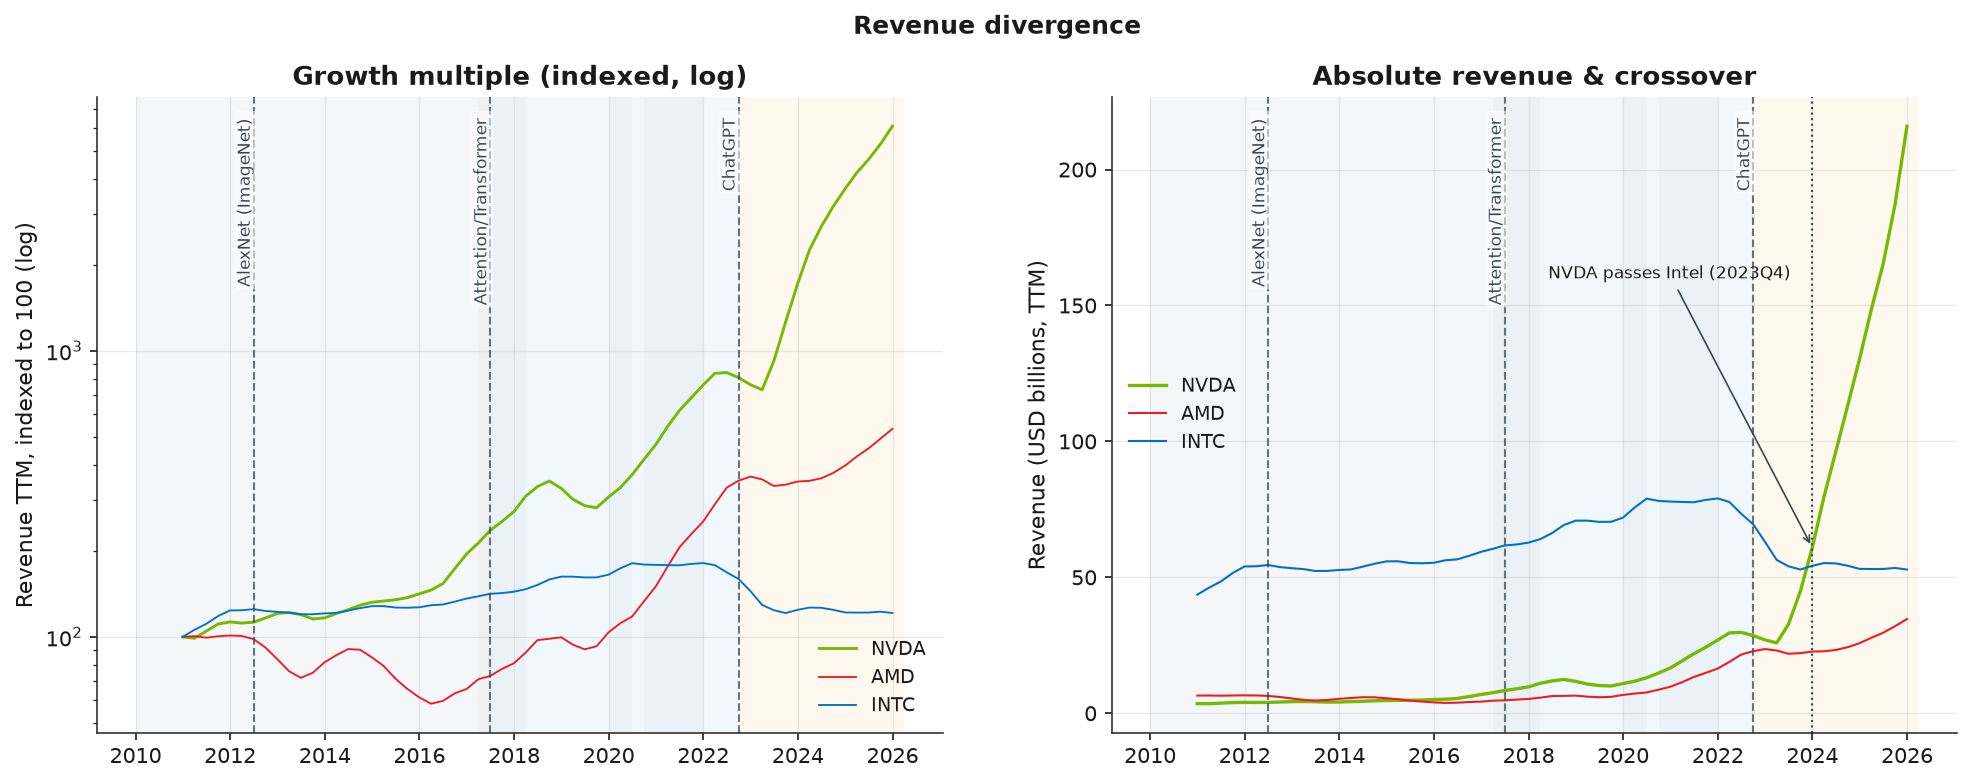 Revenue divergence
Growth multiple (indexed, log)
Revenue TTM, indexed to 100 (log)
10³
10²
AlexNet (ImageNet)
Attention/Transformer
ChatGPT
NVDA
AMD
INTC
2010 2012 2014 2016 2018 2020 2022 2024 2026
Absolute revenue & crossover
Revenue (USD billions, TTM)
200
150
100
50
0
AlexNet (ImageNet)
Attention/Transformer
ChatGPT
NVDA passes Intel (2023Q4)
NVDA
AMD
INTC
2010 2012 2014 2016 2018 2020 2022 2024 2026